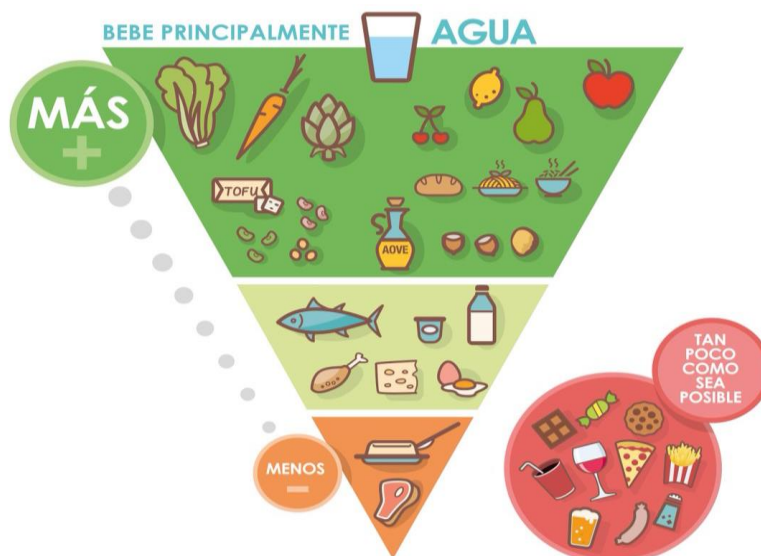 BEBE PRINCIPALMENTE AGUA
MÁS
+
TOFU
AOVE
TAN
POCO
COMO
SEA
POSIBLE
MENOS
-